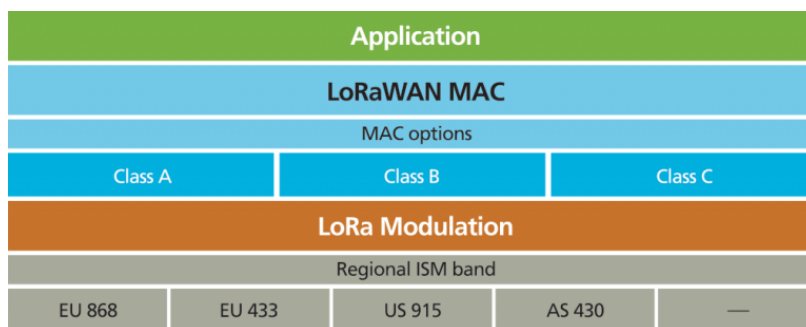 Application
LoRaWAN MAC
MAC options
Class A Class B Class C
LoRa Modulation
Regional ISM band
EU 868 EU 433 US 915 AS 430 —